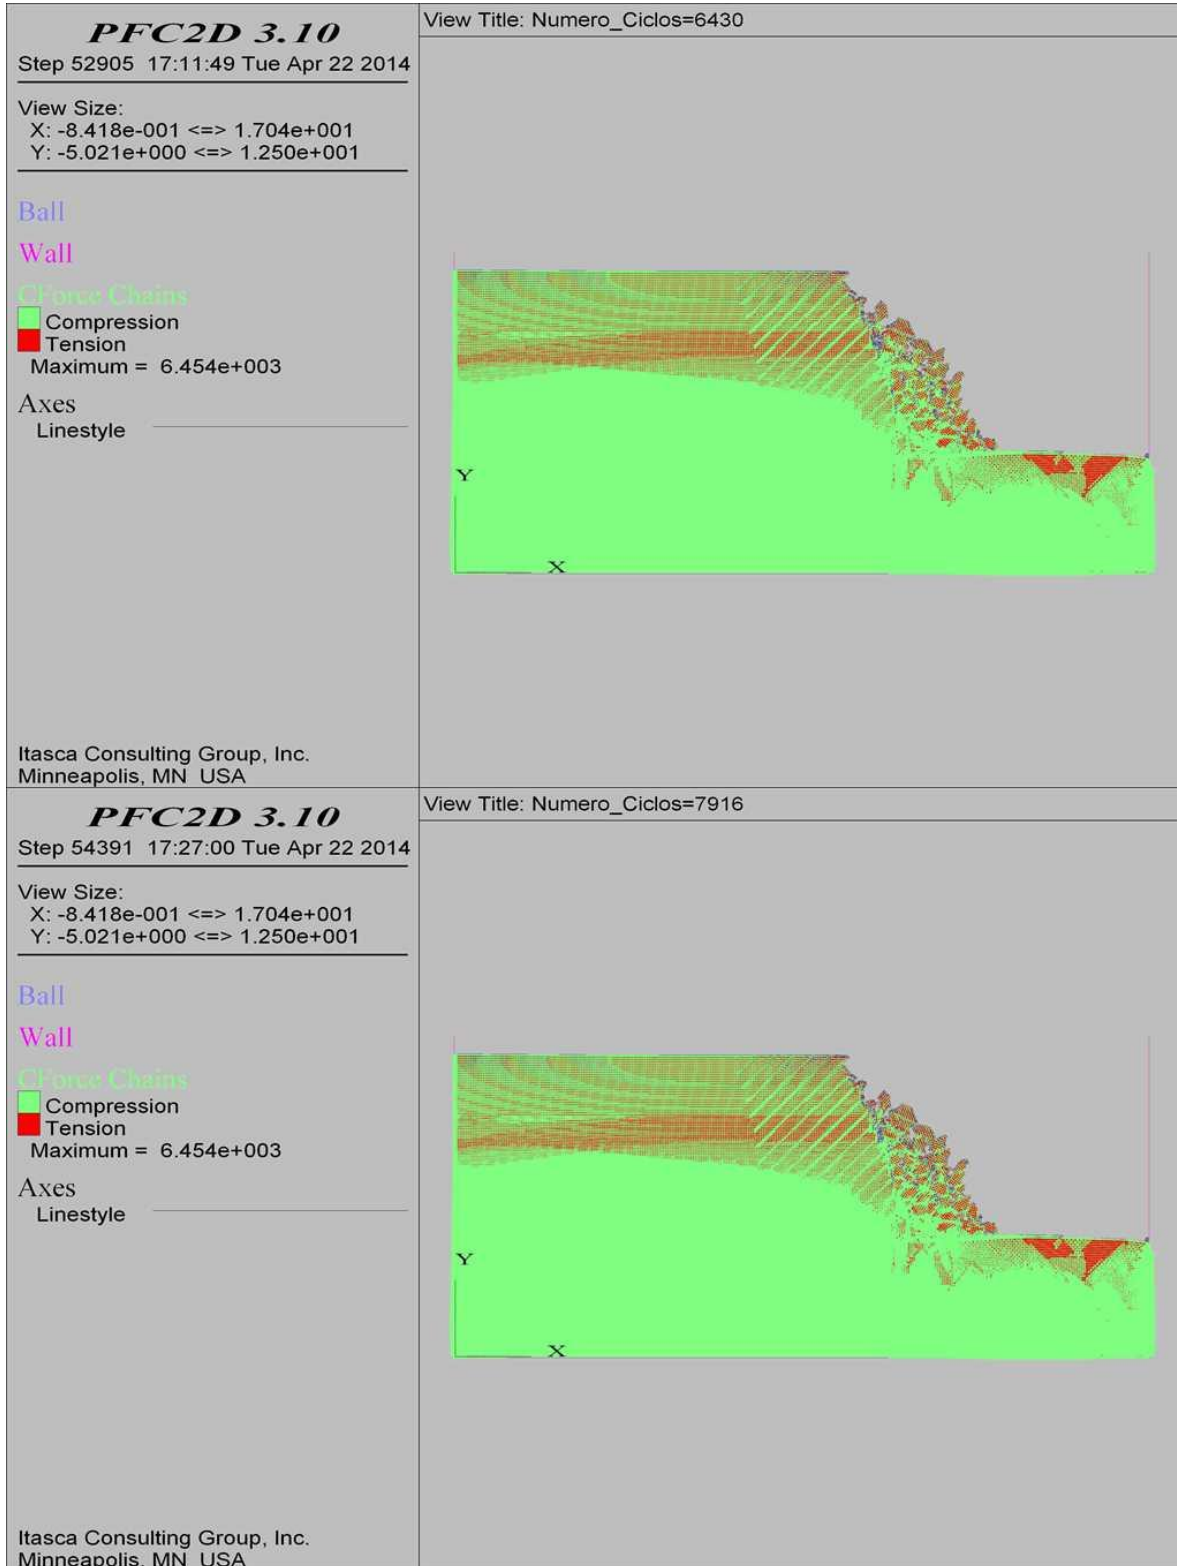 PFC2D 3.10
Step 52905 17:11:49 Tue Apr 22 2014
View Size:
X: -8.418e-001 <=> 1.704e+001
Y: -5.021e+000 <=> 1.250e+001
Ball
Wall
CForce Chains
Compression
Tension
Maximum = 6.454e+003
Axes
Linestyle
Itasca Consulting Group, Inc.
Minneapolis, MN USA
View Title: Numero_Ciclos=6430
Y
X
PFC2D 3.10
Step 54391 17:27:00 Tue Apr 22 2014
View Size:
X: -8.418e-001 <=> 1.704e+001
Y: -5.021e+000 <=> 1.250e+001
Ball
Wall
CForce Chains
Compression
Tension
Maximum = 6.454e+003
Axes
Linestyle
Itasca Consulting Group, Inc.
Minneapolis, MN USA
View Title: Numero_Ciclos=7916
Y
X